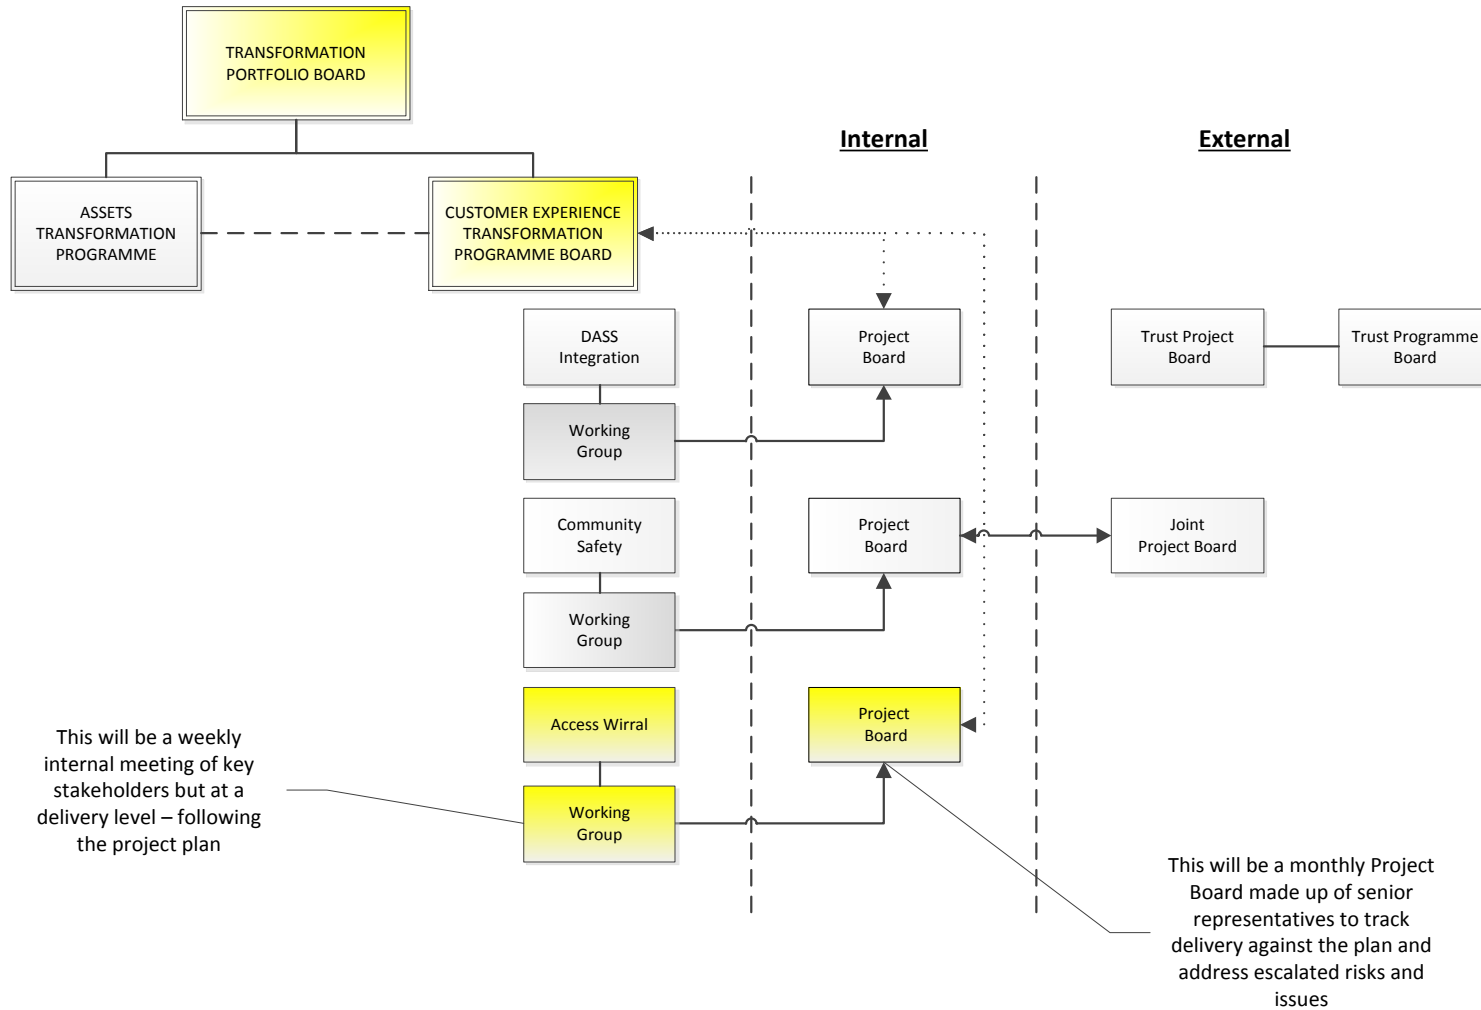 TRANSFORMATION
PORTFOLIO BOARD
Internal
External
ASSETS
TRANSFORMATION
PROGRAMME
CUSTOMER EXPERIENCE
TRANSFORMATION
PROGRAMME BOARD
DASS
Integration
Project
Board
Trust Project
Board
Trust Programme
Board
Working
Group
Community
Safety
Project
Board
Joint
Project Board
Working
Group
Access Wirral
Project
Board
This will be a weekly
internal meeting of key
stakeholders but at a
delivery level – following
the project plan
Working
Group
This will be a monthly Project
Board made up of senior
representatives to track
delivery against the plan and
address escalated risks and
issues